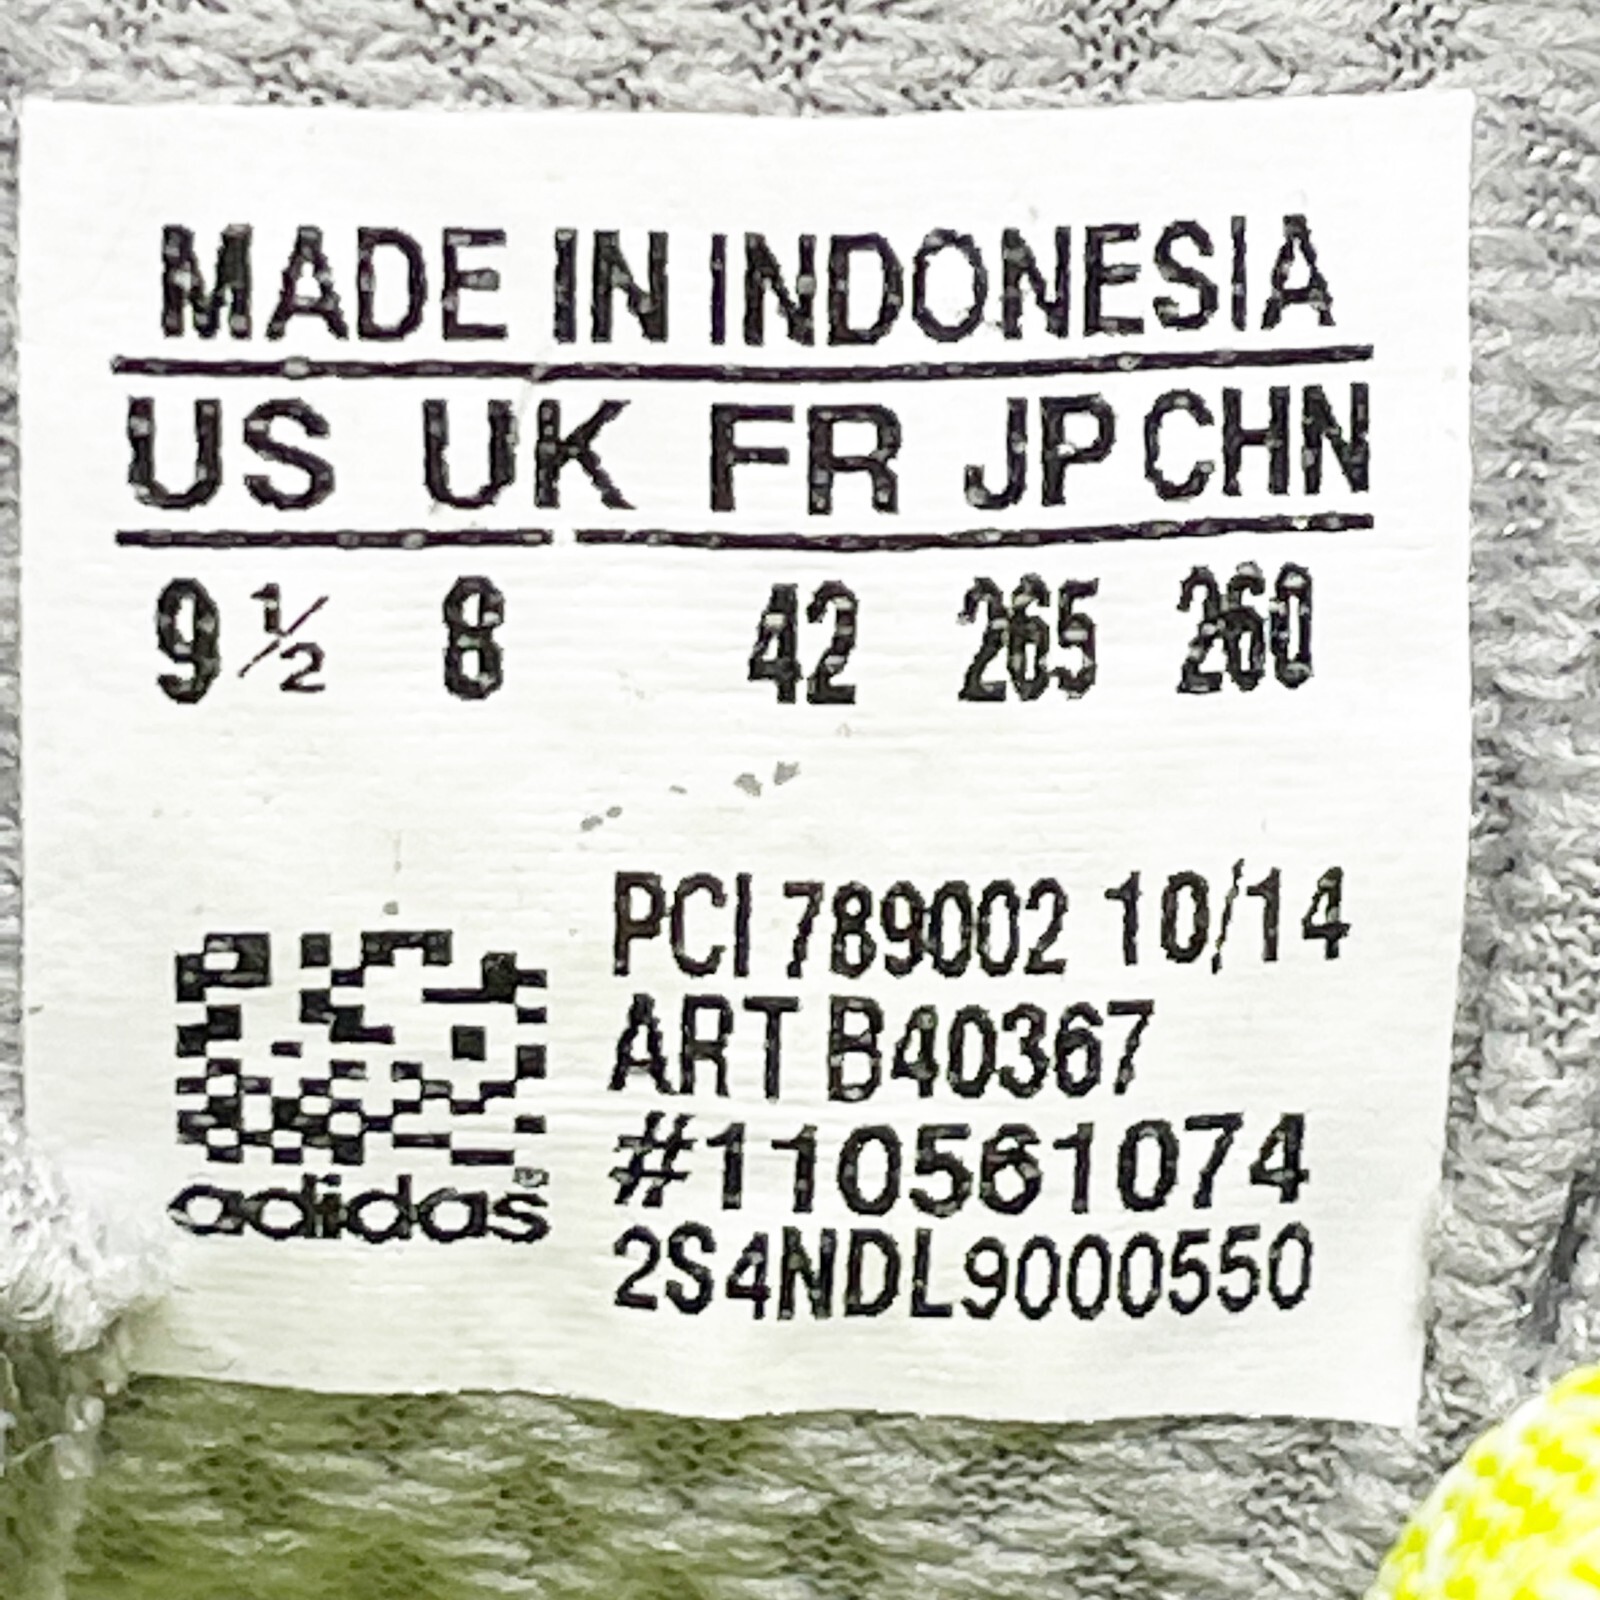 MADE IN INDONESIA
US UK FR JP CHN
9 ½ 8 42 265 260
PCI 789002 10/14
ART B40367
#110561074
2S4NDL9000550
adidas®